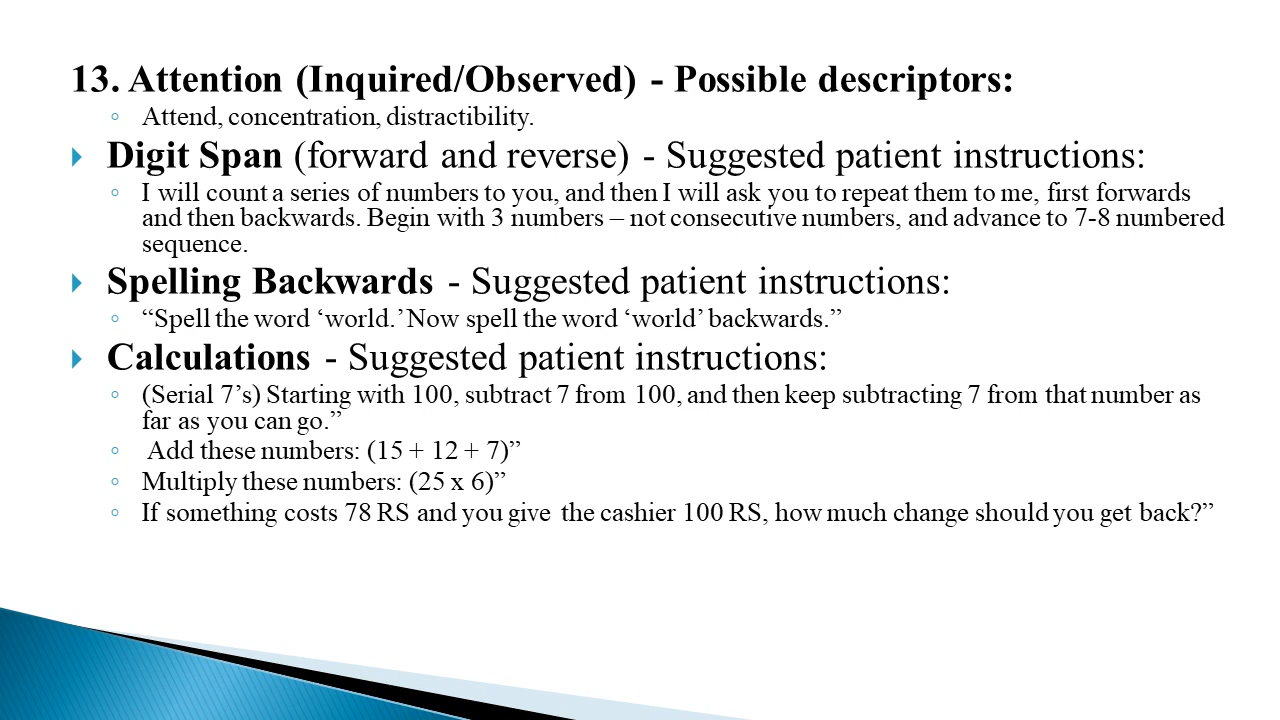 13. Attention (Inquired/Observed) - Possible descriptors:
Attend, concentration, distractibility.
Digit Span (forward and reverse) - Suggested patient instructions:
I will count a series of numbers to you, and then I will ask you to repeat them to me, first forwards
and then backwards. Begin with 3 numbers – not consecutive numbers, and advance to 7-8 numbered
sequence.
Spelling Backwards - Suggested patient instructions:
“Spell the word ‘world.’ Now spell the word ‘world’ backwards.”
Calculations - Suggested patient instructions:
(Serial 7’s) Starting with 100, subtract 7 from 100, and then keep subtracting 7 from that number as
far as you can go.”
Add these numbers: (15 + 12 + 7)”
Multiply these numbers: (25 x 6)”
If something costs 78 RS and you give the cashier 100 RS, how much change should you get back?”